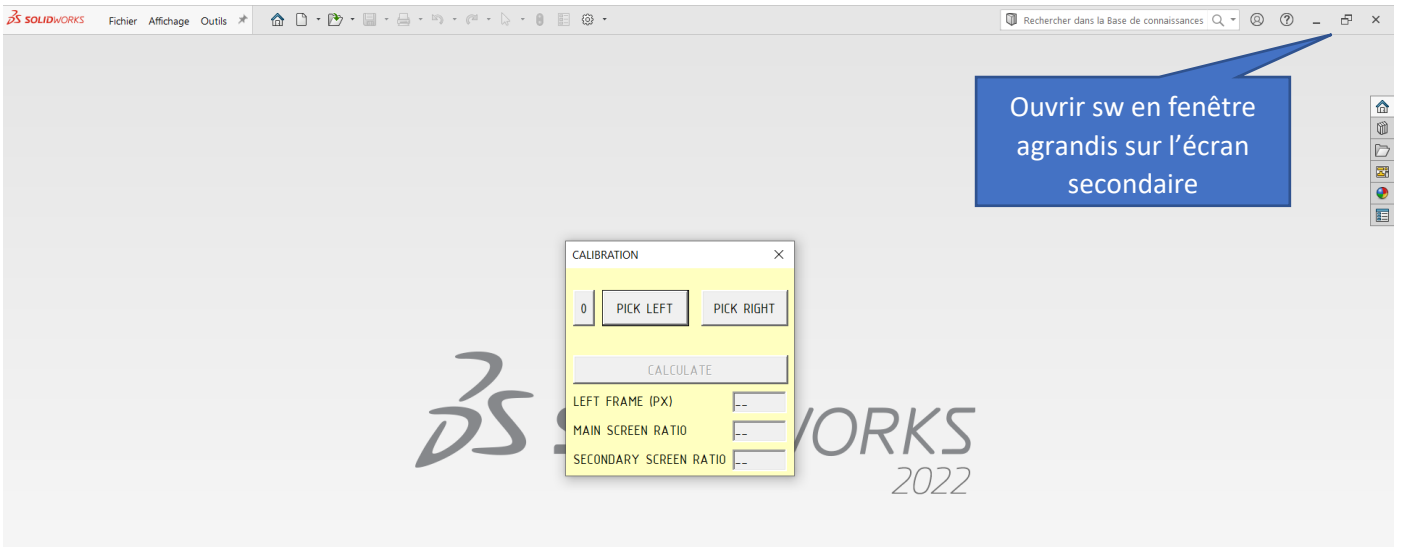 SOLIDWORKS Fichier Affichage Outils Rechercher dans la Base de connaissances
Ouvrir sw en fenêtre
agrandis sur l'écran
secondaire
CALIBRATION
0 PICK LEFT PICK RIGHT
CALCULATE
LEFT FRAME (PX) --
MAIN SCREEN RATIO --
SECONDARY SCREEN RATIO --
S
WORKS
2022